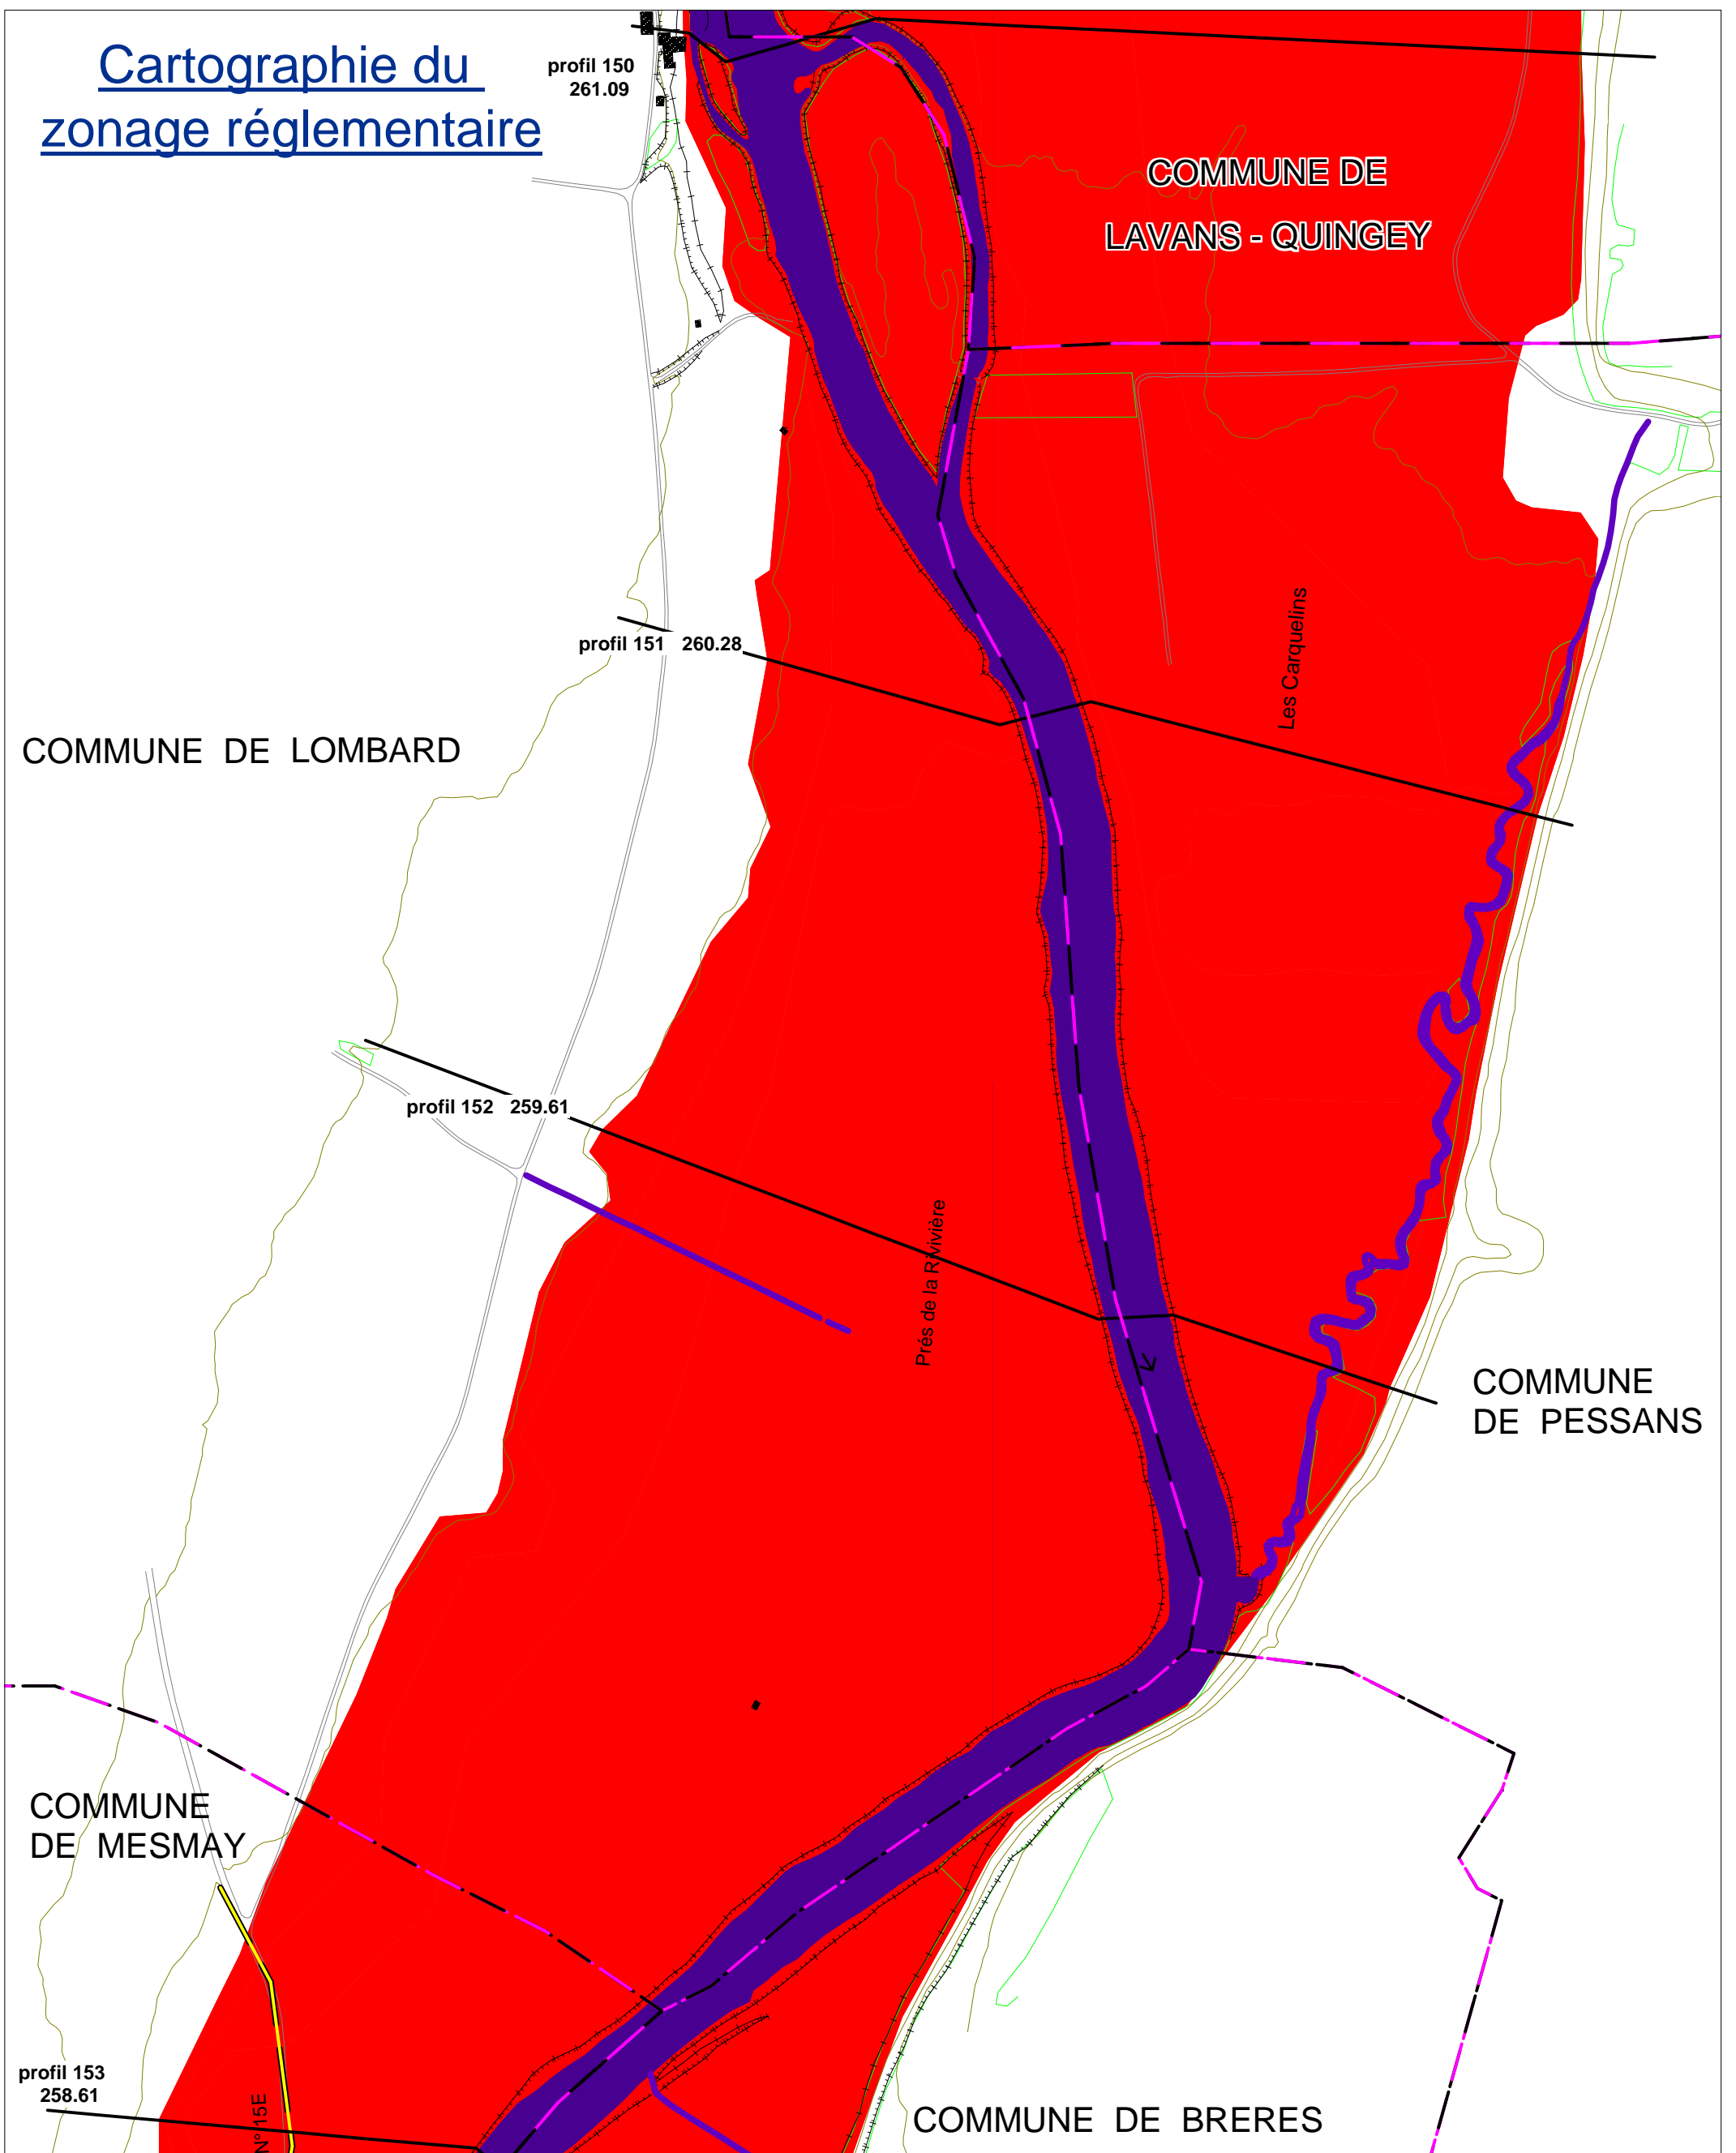 Cartographie du
zonage réglementaire
profil 150
261.09
COMMUNE DE
LAVANS - QUINGEY
Les Carquelins
profil 151 260.28
COMMUNE DE LOMBARD
profil 152 259.61
Prés de la Rivière
COMMUNE
DE PESSANS
COMMUNE
DE MESMAY
profil 153
258.61
N° 15E
COMMUNE DE BRERES